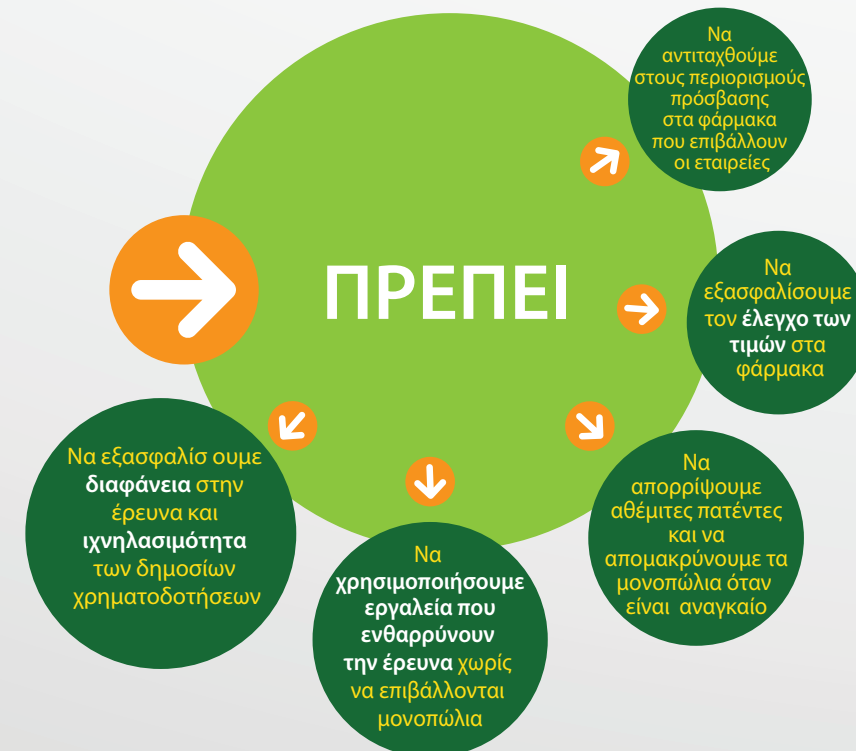 ΠΡΕΠΕΙ
Να
αντιταχθούμε
στους περιορισμούς
πρόσβασης
στα φάρμακα
που επιβάλλουν
οι εταιρείες
Να
εξασφαλίσουμε
τον έλεγχο των
τιμών στα
φάρμακα
Να
απορρίψουμε
αθέμιτες πατέντες
και να
απομακρύνουμε τα
μονοπώλια όταν
είναι αναγκαίο
Να
χρησιμοποιήσουμε
εργαλεία που
ενθαρρύνουν
την έρευνα χωρίς
να επιβάλλονται
μονοπώλια
Να εξασφαλίσ ουμε
διαφάνεια στην
έρευνα και
ιχνηλασιμότητα
των δημοσίων
χρηματοδοτήσεων